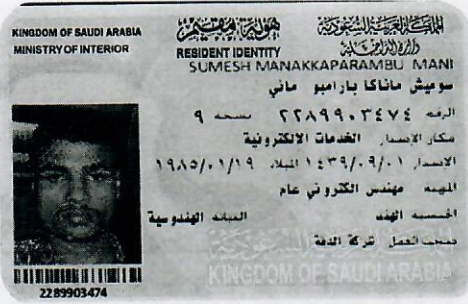 KINGDOM OF SAUDI ARABIA
MINISTRY OF INTERIOR
هوية مقيم
RESIDENT IDENTITY
المملكة العربية السعودية
وزارة الداخلية
SUMESH MANAKKAPARAMBU MANI
سوميش ماناكا بارامبو ماني
الرقم ٢٢٨٩٩٠٣٤٧٤ نسخة ٩
مكان الإصدار الخدمات الالكترونية
الإصدار ١٤٣٩/٠٩/٠١ الميلاد ١٩٨٥/٠١/١٩
المهنة مهندس الكتروني عام
الجنسية الهند الديانة الهندوسية
صاحب العمل شركة الدقة
KINGDOM OF SAUDI ARABIA
2289903474